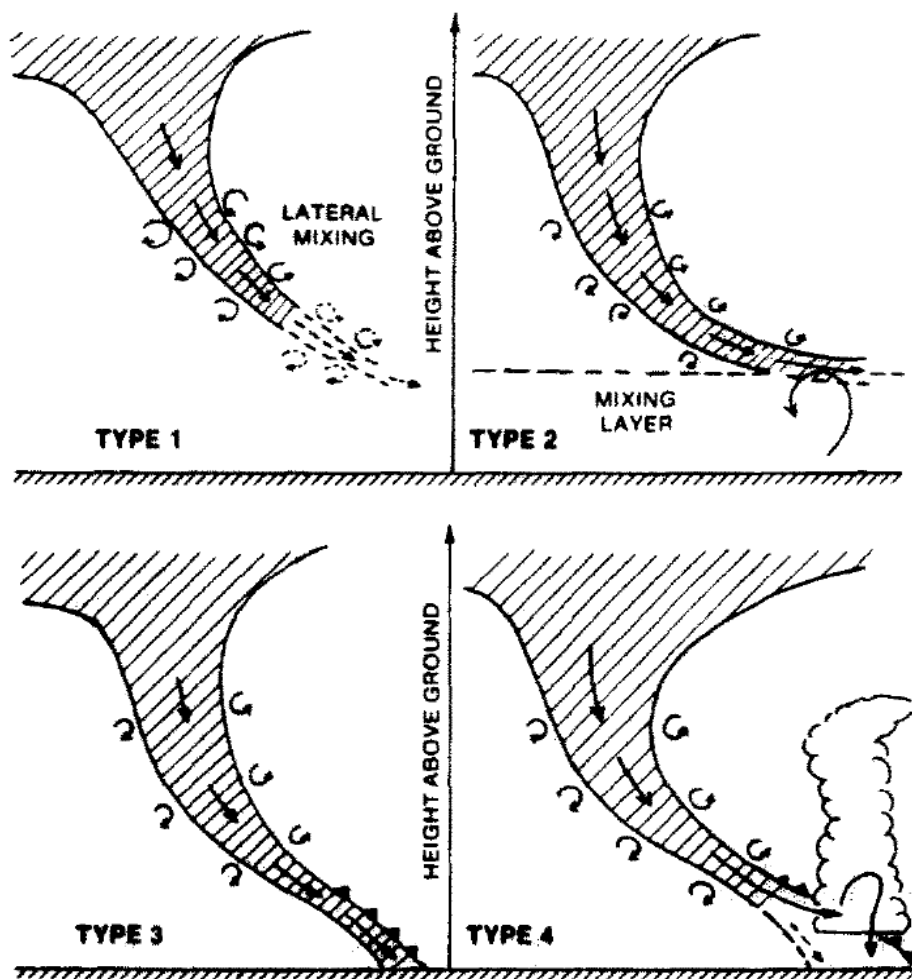 HEIGHT ABOVE GROUND
LATERAL
MIXING
TYPE 1
MIXING
LAYER
TYPE 2
HEIGHT ABOVE GROUND
TYPE 3
TYPE 4